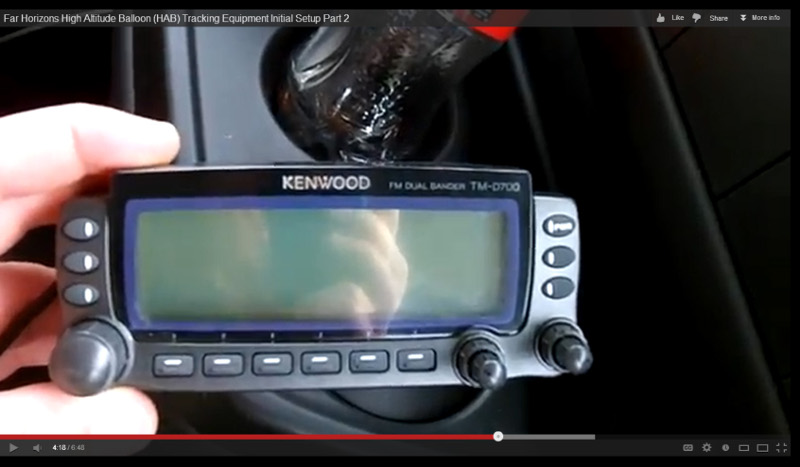 Far Horizons High Altitude Balloon (HAB) Tracking Equipment Initial Setup Part 2
Like
Share
More info
KENWOOD FM DUAL BANDER TM-D700
PWR
4:18 / 6:48